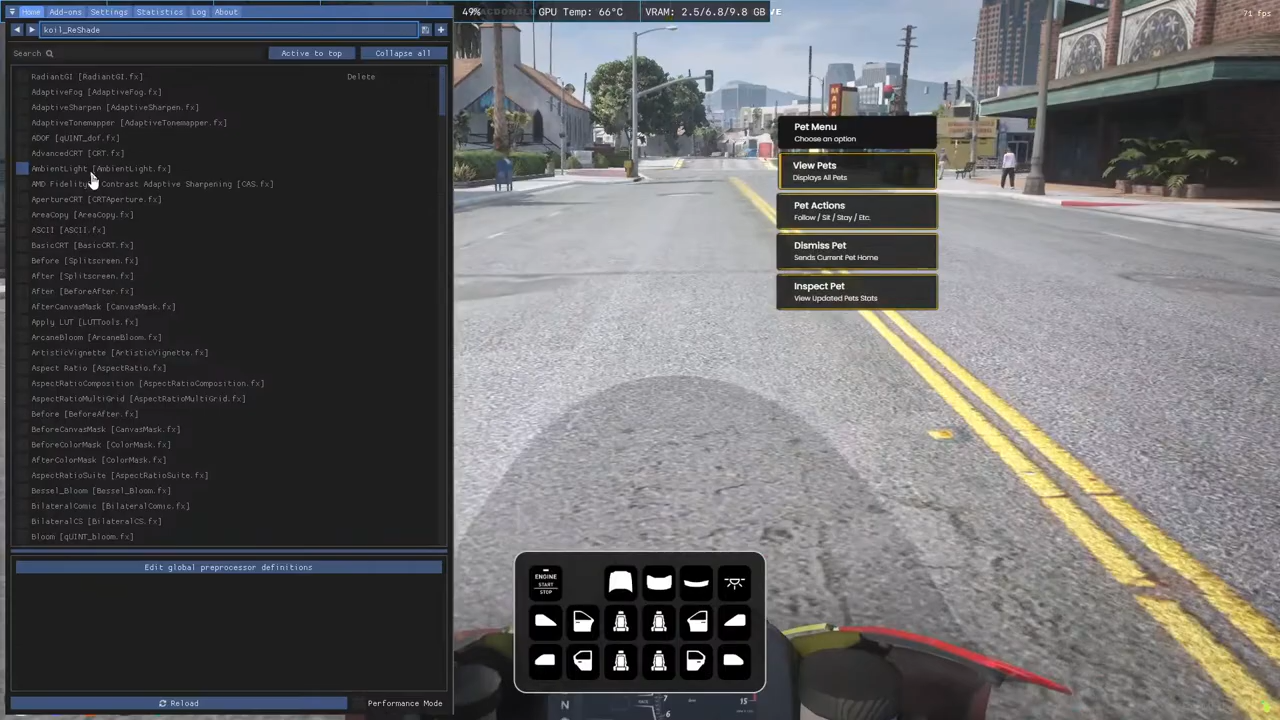 Home Add-ons Settings Statistics Log About
koil_ReShade
Search
Active to top
Collapse all
RadiantGI [RadiantGI.fx]
Delete
AdaptiveFog [AdaptiveFog.fx]
AdaptiveSharpen [AdaptiveSharpen.fx]
AdaptiveTonemapper [AdaptiveTonemapper.fx]
ADOF [qUINT_dof.fx]
AdvancedCRT [CRT.fx]
AmbientLight [AmbientLight.fx]
AMD Fidelity Contrast Adaptive Sharpening [CAS.fx]
ApertureCRT [CRTAperture.fx]
AreaCopy [AreaCopy.fx]
ASCII [ASCII.fx]
BasicCRT [BasicCRT.fx]
Before [Splitscreen.fx]
After [Splitscreen.fx]
After [BeforeAfter.fx]
AfterCanvasMask [CanvasMask.fx]
Apply LUT [LUTTools.fx]
ArcaneBloom [ArcaneBloom.fx]
ArtisticVignette [ArtisticVignette.fx]
Aspect Ratio [AspectRatio.fx]
AspectRatioComposition [AspectRatioComposition.fx]
AspectRatioMultiGrid [AspectRatioMultiGrid.fx]
Before [BeforeAfter.fx]
BeforeCanvasMask [CanvasMask.fx]
BeforeColorMask [ColorMask.fx]
AfterColorMask [ColorMask.fx]
AspectRatioSuite [AspectRatioSuite.fx]
Bessel_Bloom [Bessel_Bloom.fx]
BilateralComic [BilateralComic.fx]
BilateralCS [BilateralCS.fx]
Bloom [qUINT_bloom.fx]
Edit global preprocessor definitions
Reload
Performance Mode
49%
GPU Temp: 66°C
VRAM: 2.5/6.8/9.8 GB
71 fps
Pet Menu
Choose an option
View Pets
Displays All Pets
Pet Actions
Follow / Sit / Stay / Etc.
Dismiss Pet
Sends Current Pet Home
Inspect Pet
View Updated Pets Stats
ENGINE
START
STOP
N
7
6
15